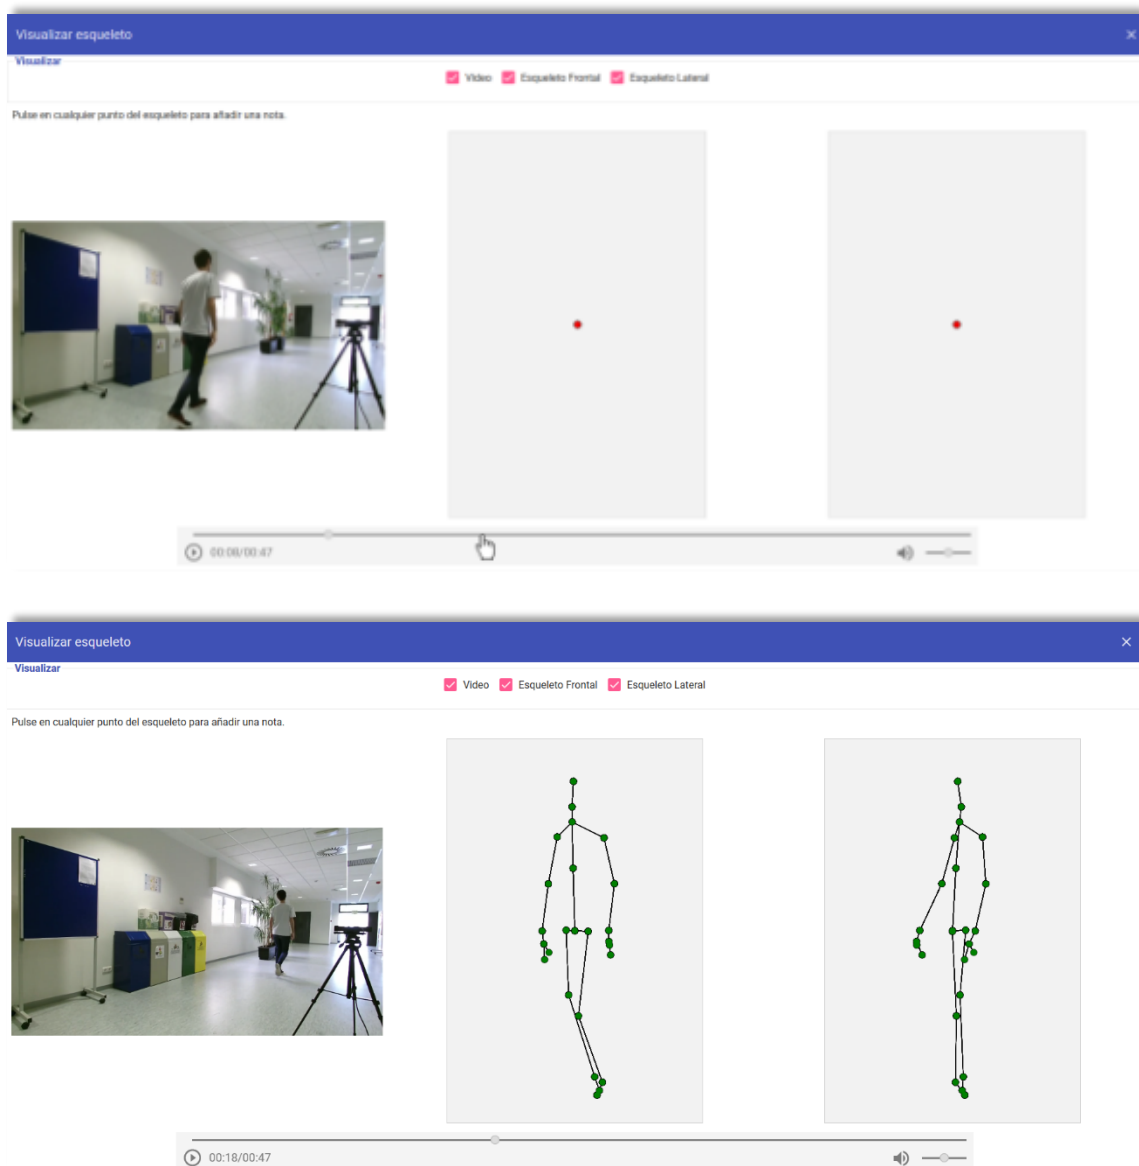 Visualizar esqueleto
Visualizar
Video Esqueleto Frontal Esqueleto Lateral
Pulse en cualquier punto del esqueleto para añadir una nota.
00:08/00:47
Visualizar esqueleto
Visualizar
Video Esqueleto Frontal Esqueleto Lateral
Pulse en cualquier punto del esqueleto para añadir una nota.
00:18/00:47